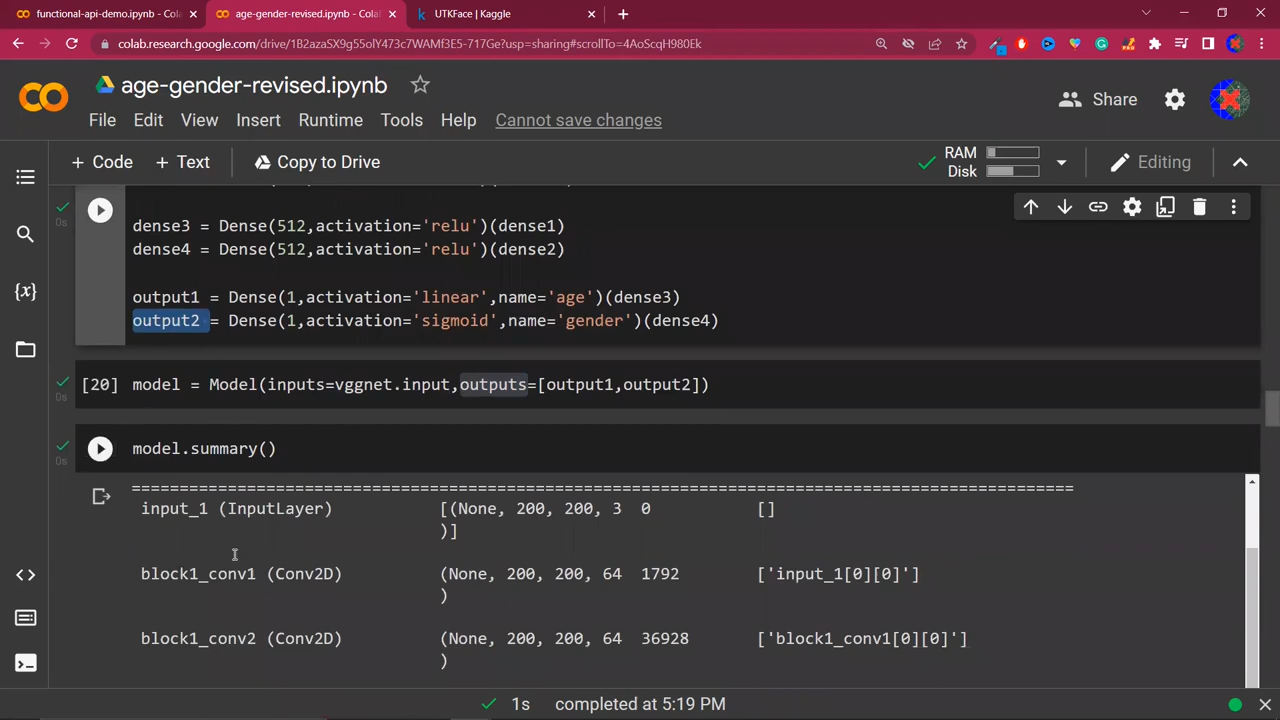 functional-api-demo.ipynb - Cola
age-gender-revised.ipynb - Colab
UTKFace | Kaggle
colab.research.google.com/drive/1B2azaSX9g55olY473c7WAMf3E5-717Ge?usp=sharing#scrollTo=4AoScqH980Ek
age-gender-revised.ipynb
Share
File Edit View Insert Runtime Tools Help Cannot save changes
+ Code + Text Copy to Drive
RAM
Disk
Editing
0s
dense3 = Dense(512,activation='relu')(dense1)
dense4 = Dense(512,activation='relu')(dense2)
output1 = Dense(1,activation='linear',name='age')(dense3)
output2 = Dense(1,activation='sigmoid',name='gender')(dense4)
0s
[20] model = Model(inputs=vggnet.input,outputs=[output1,output2])
0s
model.summary()
==================================================================================================
input_1 (InputLayer) [(None, 200, 200, 3 0 []
)]
block1_conv1 (Conv2D) (None, 200, 200, 64 1792 ['input_1[0][0]']
)
block1_conv2 (Conv2D) (None, 200, 200, 64 36928 ['block1_conv1[0][0]']
)
1s completed at 5:19 PM